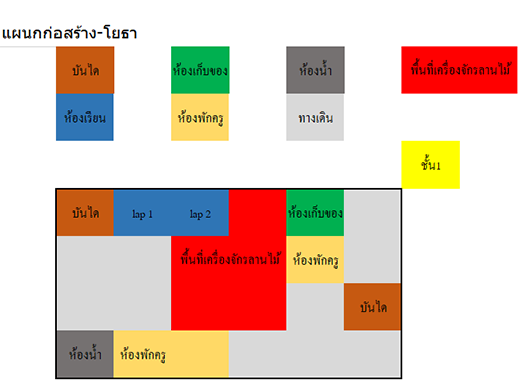 แผนกก่อสร้าง-โยธา
บันได ห้องเก็บของ ห้องน้ำ พื้นที่เครื่องจักรลานไม้
ห้องเรียน ห้องพักครู ทางเดิน
ชั้น1
บันได lap 1 lap 2 ห้องเก็บของ
พื้นที่เครื่องจักรลานไม้ ห้องพักครู
บันได
ห้องน้ำ ห้องพักครู